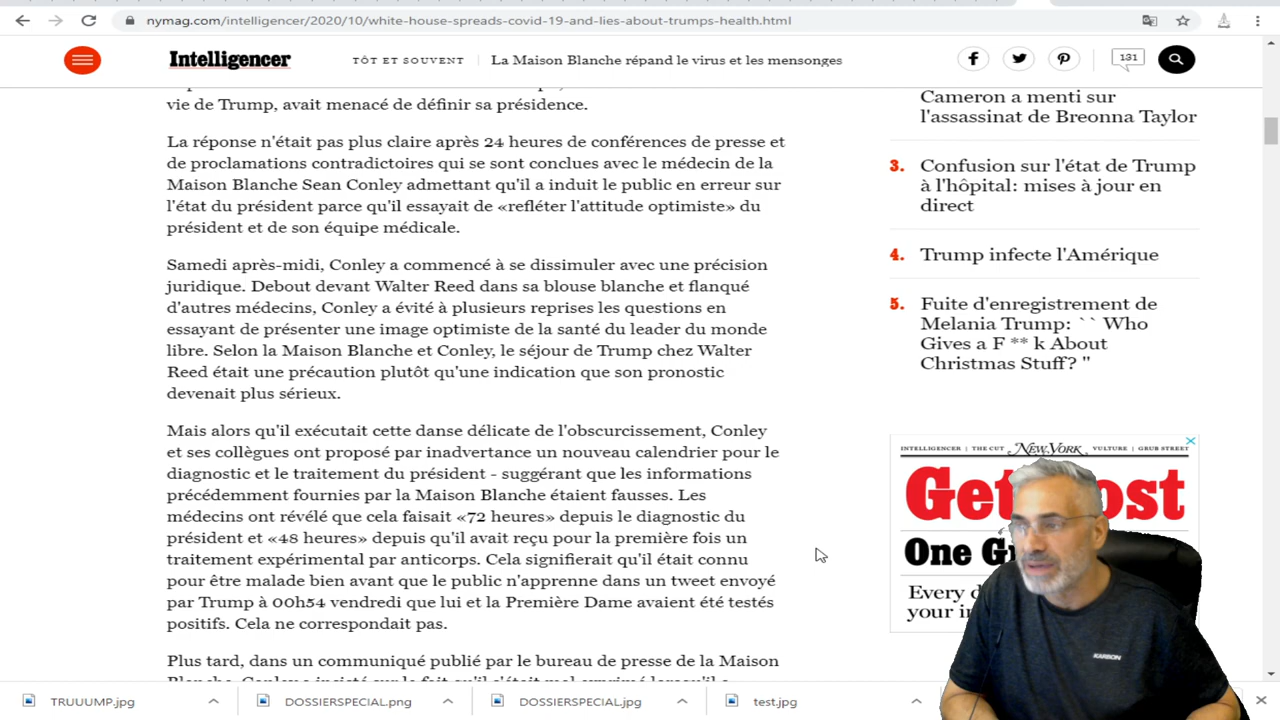 nymag.com/intelligencer/2020/10/white-house-spreads-covid-19-and-lies-about-trumps-health.html
Intelligencer
TÔT ET SOUVENT
La Maison Blanche répand le virus et les mensonges
131
vie de Trump, avait menacé de définir sa présidence.
La réponse n'était pas plus claire après 24 heures de conférences de presse et
de proclamations contradictoires qui se sont conclues avec le médecin de la
Maison Blanche Sean Conley admettant qu'il a induit le public en erreur sur
l'état du président parce qu'il essayait de «refléter l'attitude optimiste» du
président et de son équipe médicale.
Samedi après-midi, Conley a commencé à se dissimuler avec une précision
juridique. Debout devant Walter Reed dans sa blouse blanche et flanqué
d'autres médecins, Conley a évité à plusieurs reprises les questions en
essayant de présenter une image optimiste de la santé du leader du monde
libre. Selon la Maison Blanche et Conley, le séjour de Trump chez Walter
Reed était une précaution plutôt qu'une indication que son pronostic
devenait plus sérieux.
Mais alors qu'il exécutait cette danse délicate de l'obscurcissement, Conley
et ses collègues ont proposé par inadvertance un nouveau calendrier pour le
diagnostic et le traitement du président - suggérant que les informations
précédemment fournies par la Maison Blanche étaient fausses. Les
médecins ont révélé que cela faisait «72 heures» depuis le diagnostic du
président et «48 heures» depuis qu'il avait reçu pour la première fois un
traitement expérimental par anticorps. Cela signifierait qu'il était connu
pour être malade bien avant que le public n'apprenne dans un tweet envoyé
par Trump à 00h54 vendredi que lui et la Première Dame avaient été testés
positifs. Cela ne correspondait pas.
Plus tard, dans un communiqué publié par le bureau de presse de la Maison
Cameron a menti sur
l'assassinat de Breonna Taylor
3. Confusion sur l'état de Trump
à l'hôpital: mises à jour en
direct
4. Trump infecte l'Amérique
5. Fuite d'enregistrement de
Melania Trump: `` Who
Gives a F ** k About
Christmas Stuff? "
INTELLIGENCER | THE CUT NEW YORK VULTURE | GRUB STREET
Get
One
Every
your
KARBON
TRUUUMP.jpg
DOSSIERSPECIAL.png
DOSSIERSPECIAL.jpg
test.jpg